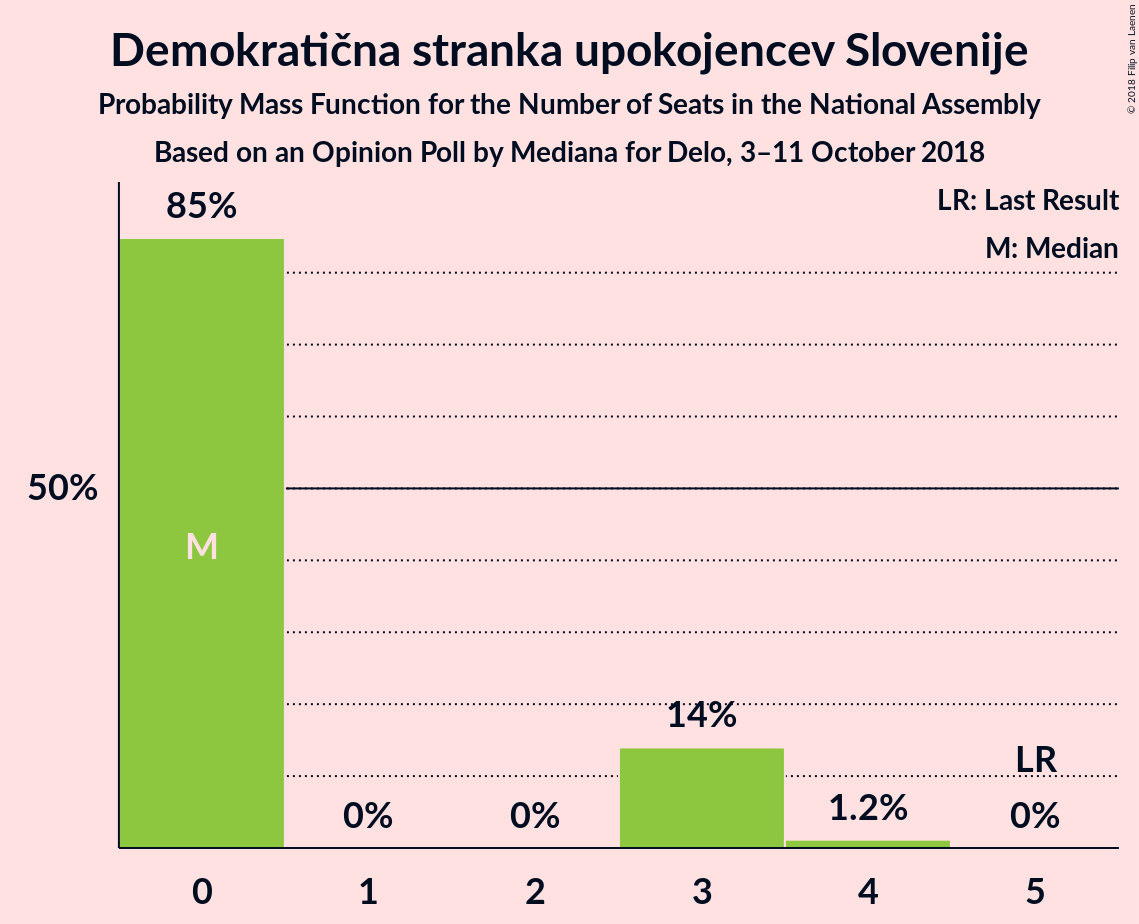 Demokratična stranka upokojencev Slovenije
Probability Mass Function for the Number of Seats in the National Assembly
Based on an Opinion Poll by Mediana for Delo, 3–11 October 2018
© 2018 Filip van Laenen
LR: Last Result
M: Median
85%
50%
M
14%
LR
0%
0%
1.2%
0%
0
1
2
3
4
5